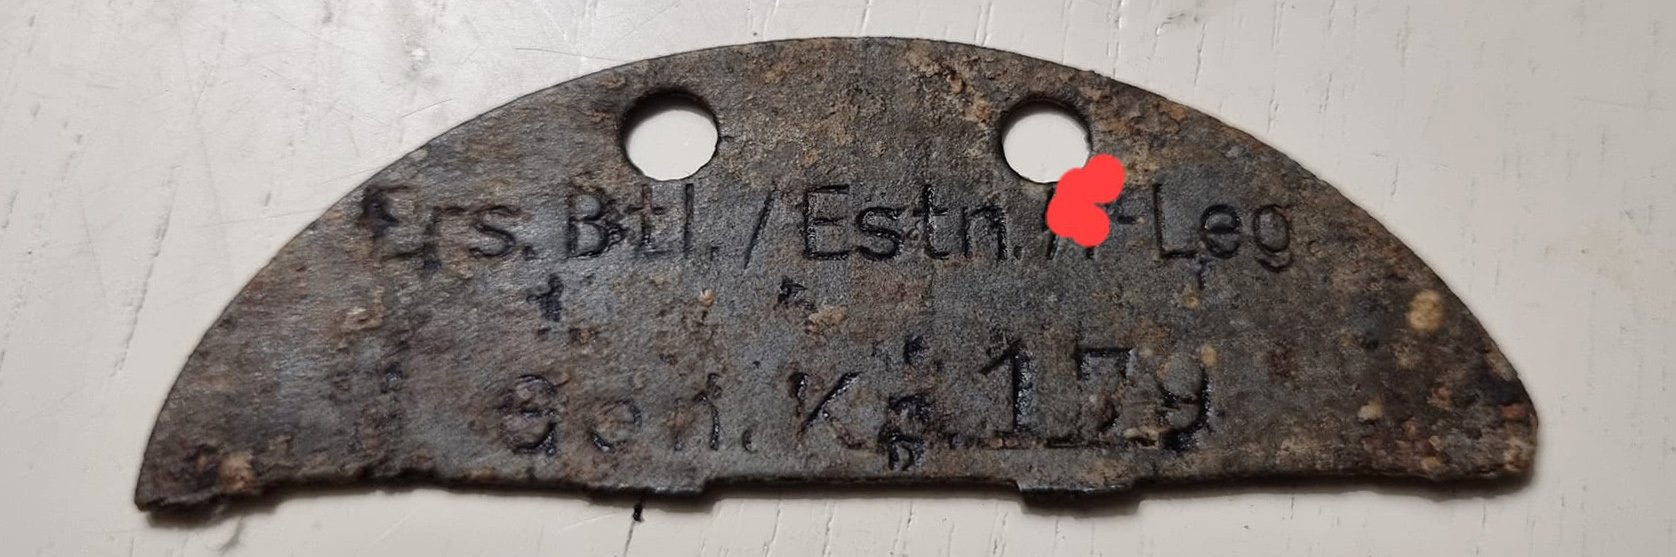 Ers. Btl. / Estn. -Leg.
Gen. Kp. 179